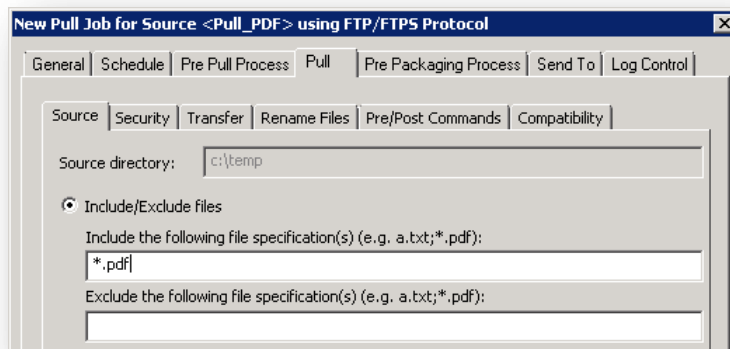 New Pull Job for Source <Pull_PDF> using FTP/FTPS Protocol
General Schedule Pre Pull Process Pull Pre Packaging Process Send To Log Control
Source Security Transfer Rename Files Pre/Post Commands Compatibility
Source directory: c:\temp
Include/Exclude files
Include the following file specification(s) (e.g. a.txt;*.pdf):
*.pdf
Exclude the following file specification(s) (e.g. a.txt;*.pdf):